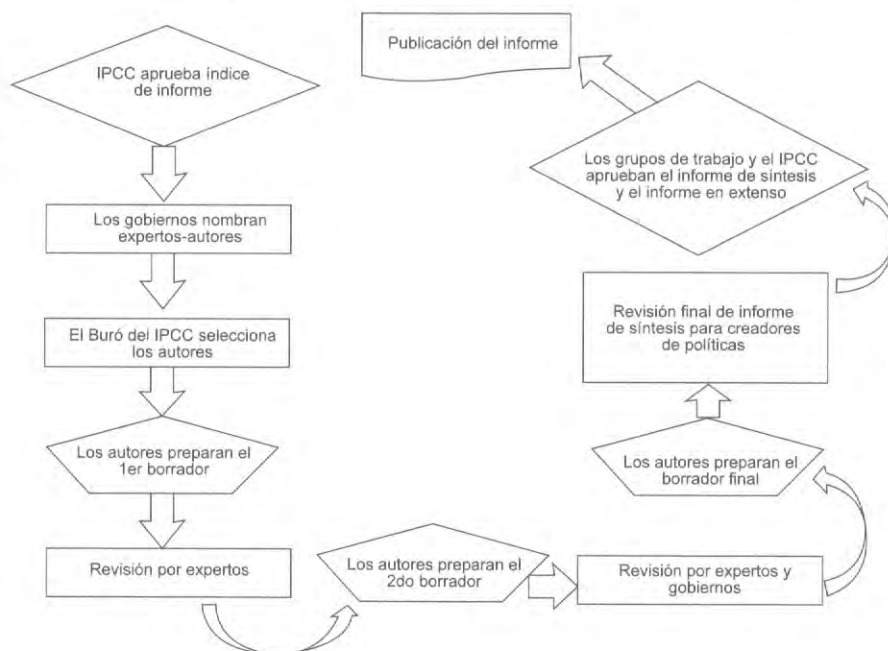 IPCC aprueba índice
de informe
Los gobiernos nombran
expertos-autores
El Buró del IPCC selecciona
los autores
Los autores preparan el
1er borrador
Revisión por expertos
Los autores preparan el
2do borrador
Revisión por expertos y
gobiernos
Los autores preparan el
borrador final
Revisión final de informe
de síntesis para creadores
de políticas
Los grupos de trabajo y el IPCC
aprueban el informe de síntesis
y el informe en extenso
Publicación del informe